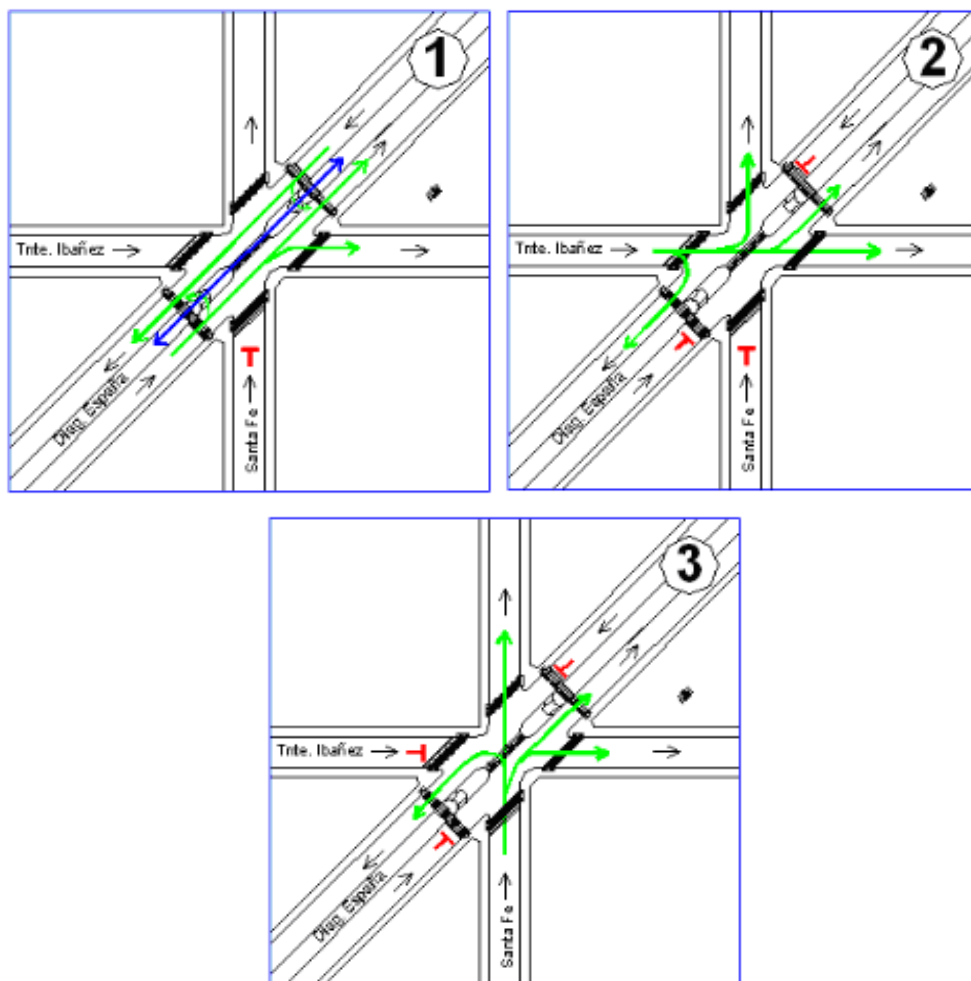 1
Tnte. Ibañez
Diag. España
Santa Fe
2
Tnte. Ibañez
Diag. España
Santa Fe
3
Tnte. Ibañez
Diag. España
Santa Fe